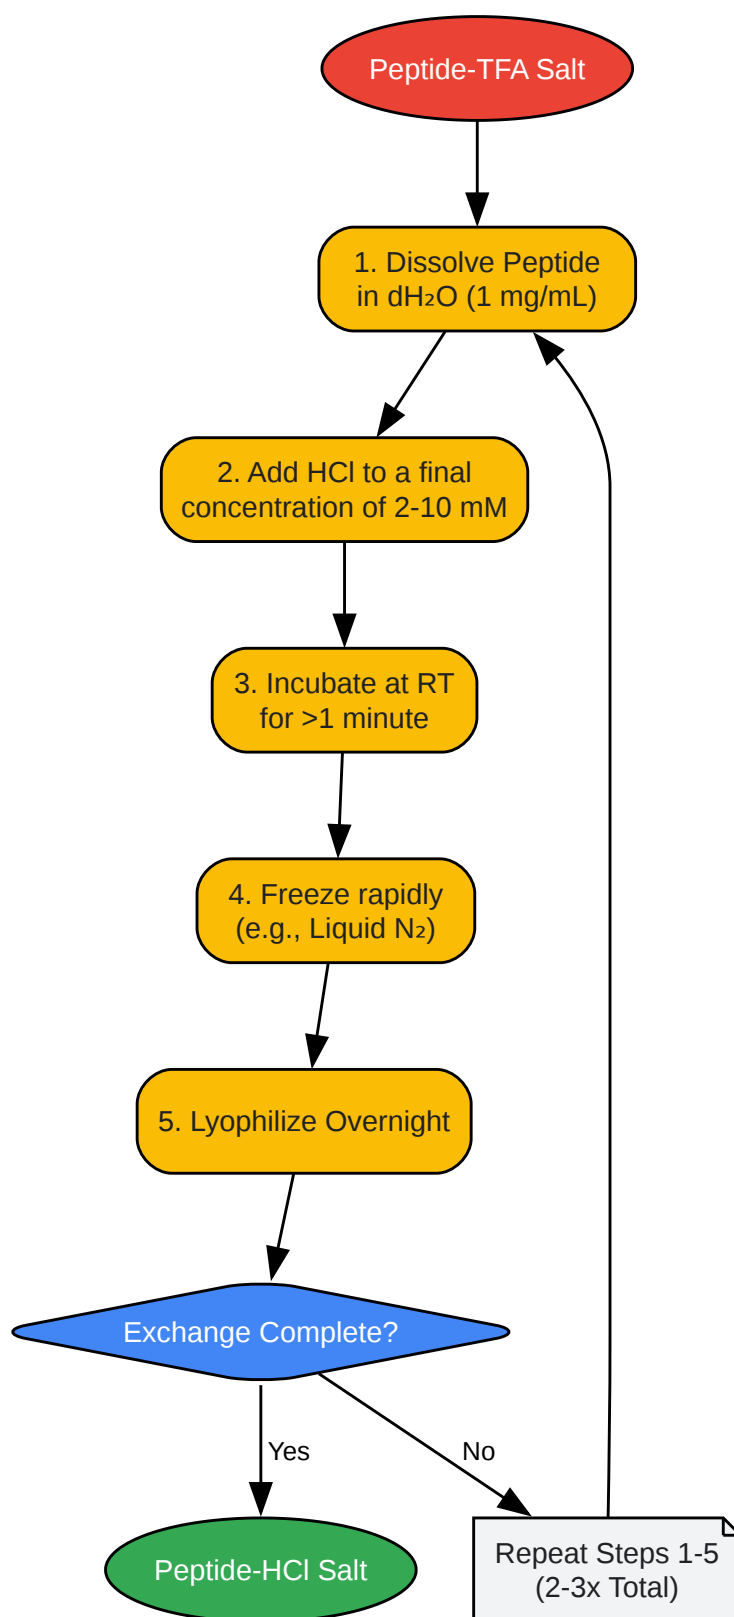 Peptide-TFA Salt
1. Dissolve Peptide
in dH₂O (1 mg/mL)
2. Add HCl to a final
concentration of 2-10 mM
3. Incubate at RT
for >1 minute
4. Freeze rapidly
(e.g., Liquid N₂)
5. Lyophilize Overnight
Exchange Complete?
Yes
No
Peptide-HCl Salt
Repeat Steps 1-5
(2-3x Total)